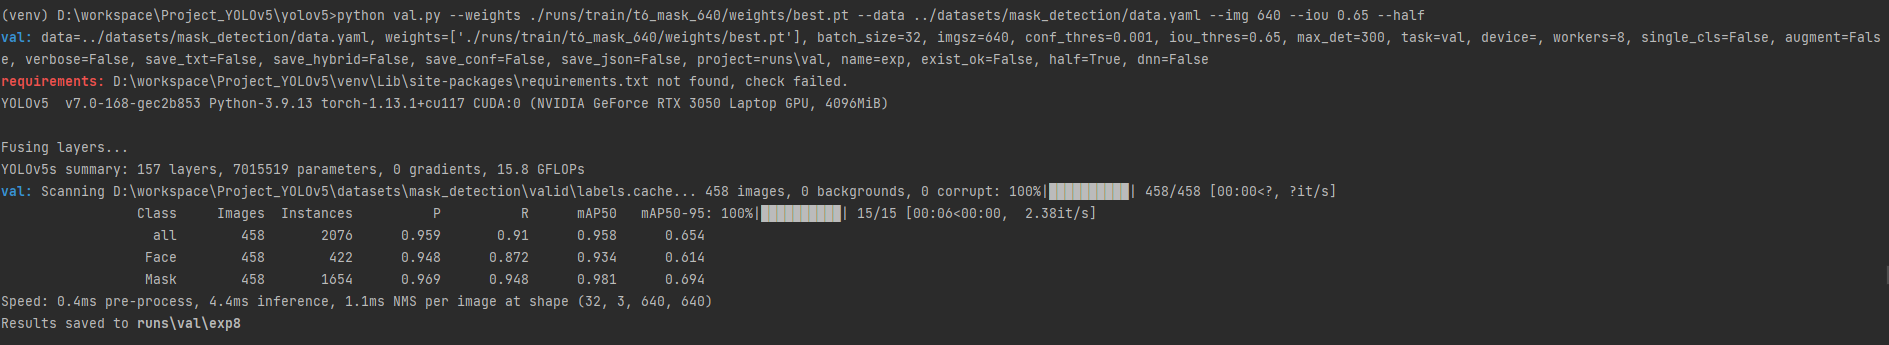 (venv) D:\workspace\Project_YOLOv5\yolov5>python val.py --weights ./runs/train/t6_mask_640/weights/best.pt --data ../datasets/mask_detection/data.yaml --img 640 --iou 0.65 --half
val: data=../datasets/mask_detection/data.yaml, weights=['./runs/train/t6_mask_640/weights/best.pt'], batch_size=32, imgsz=640, conf_thres=0.001, iou_thres=0.65, max_det=300, task=val, device=, workers=8, single_cls=False, augment=Fals
e, verbose=False, save_txt=False, save_hybrid=False, save_conf=False, save_json=False, project=runs\val, name=exp, exist_ok=False, half=True, dnn=False
requirements: D:\workspace\Project_YOLOv5\venv\Lib\site-packages\requirements.txt not found, check failed.
YOLOv5  v7.0-168-gec2b853 Python-3.9.13 torch-1.13.1+cu117 CUDA:0 (NVIDIA GeForce RTX 3050 Laptop GPU, 4096MiB)
Fusing layers...
YOLOv5s summary: 157 layers, 7015519 parameters, 0 gradients, 15.8 GFLOPs
val: Scanning D:\workspace\Project_YOLOv5\datasets\mask_detection\valid\labels.cache... 458 images, 0 backgrounds, 0 corrupt: 100%|██████████| 458/458 [00:00<?, ?it/s]
Class     Images  Instances          P          R      mAP50   mAP50-95: 100%|██████████| 15/15 [00:06<00:00,  2.38it/s]
all        458       2076      0.959       0.91      0.958      0.654
Face        458        422      0.948      0.872      0.934      0.614
Mask        458       1654      0.969      0.948      0.981      0.694
Speed: 0.4ms pre-process, 4.4ms inference, 1.1ms NMS per image at shape (32, 3, 640, 640)
Results saved to runs\val\exp8